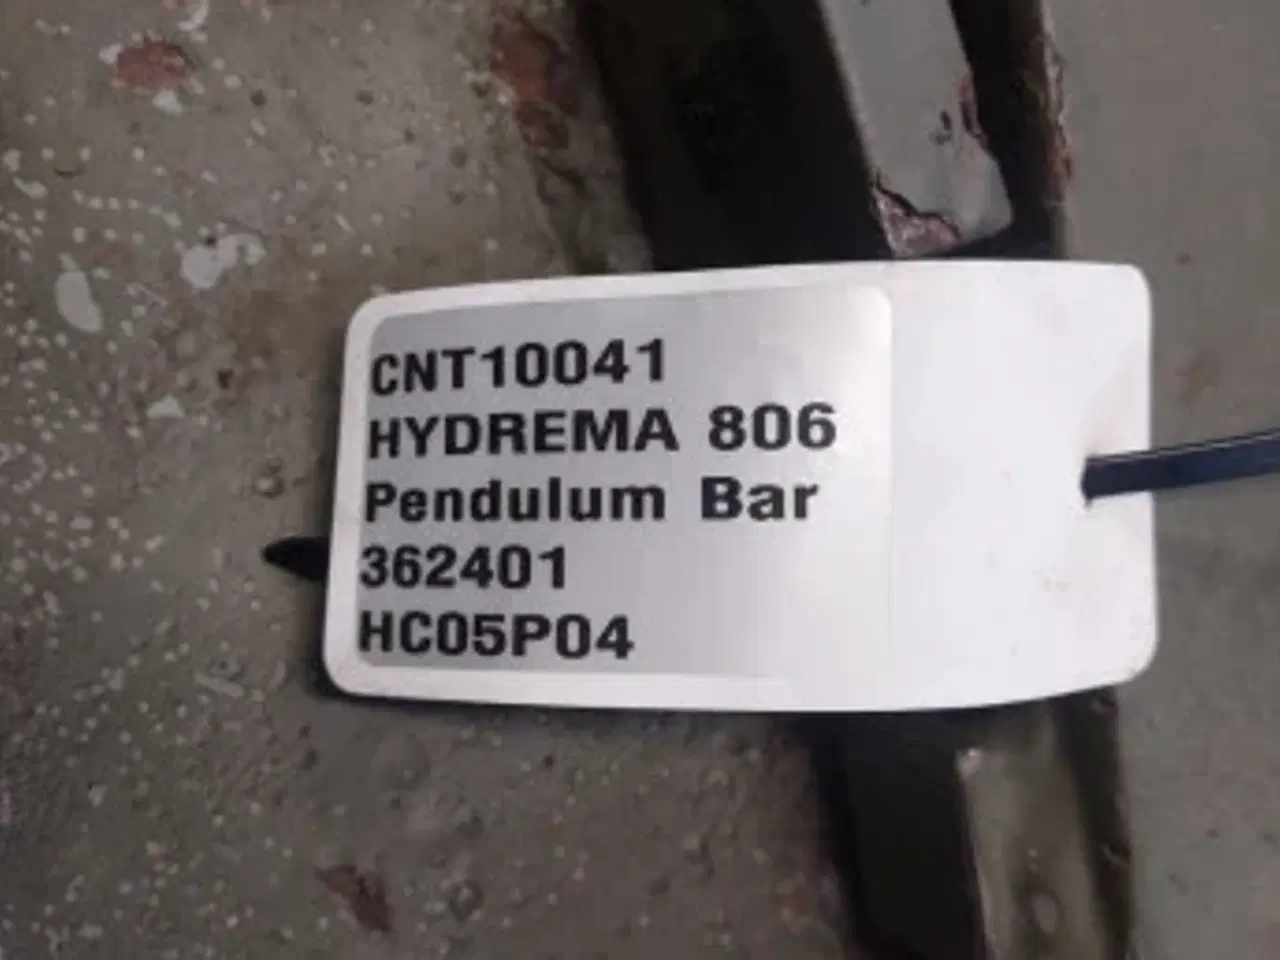 CNT10041
HYDREMA 806
Pendulum Bar
362401
HC05P04